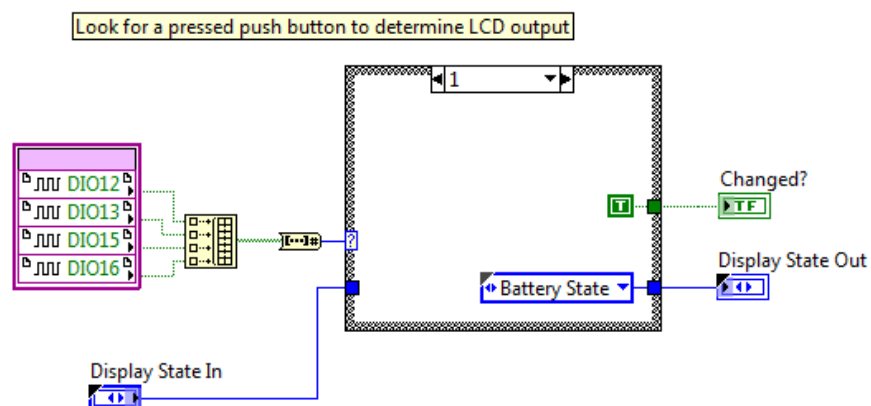 Look for a pressed push button to determine LCD output
1
DIO12
DIO13
DIO15
DIO16
[···]#
?
T
Changed?
TF
Battery State
Display State Out
Display State In